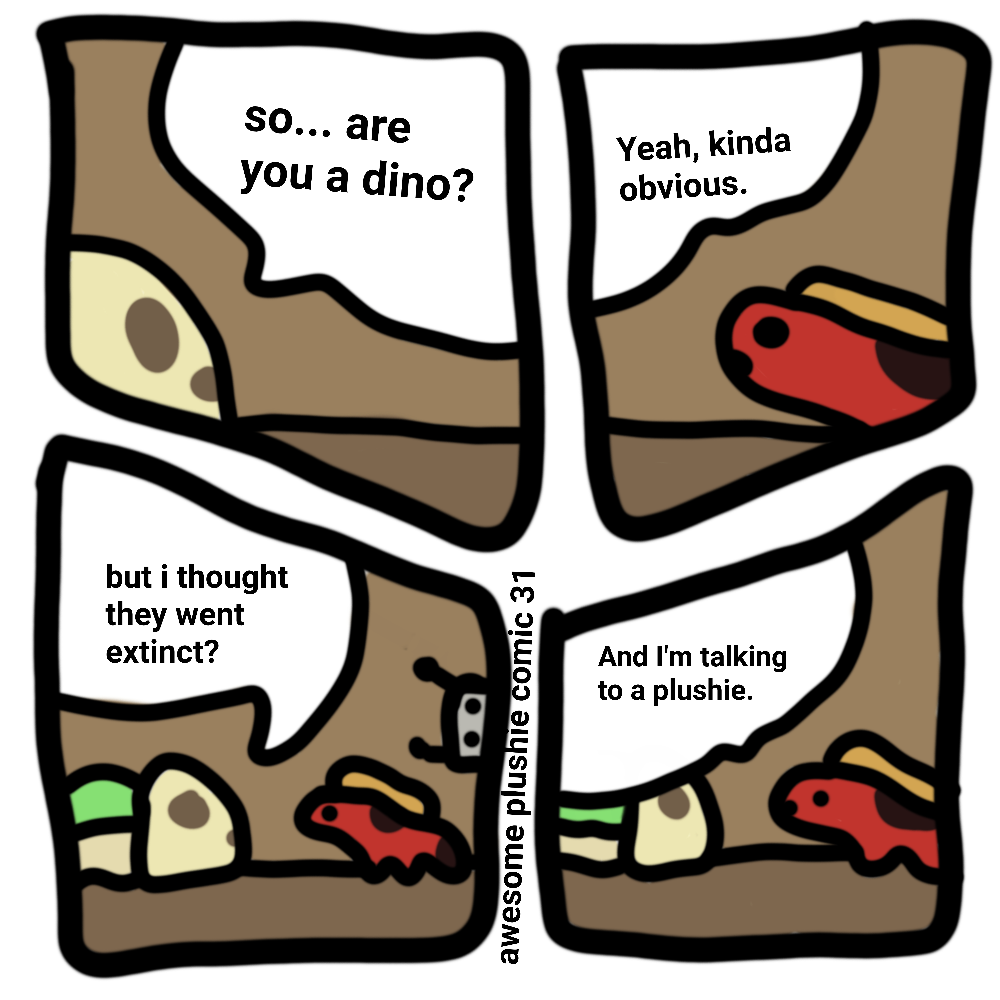 so... are
you a dino?
Yeah, kinda
obvious.
but i thought
they went
extinct?
And I'm talking
to a plushie.
awesome plushie comic 31